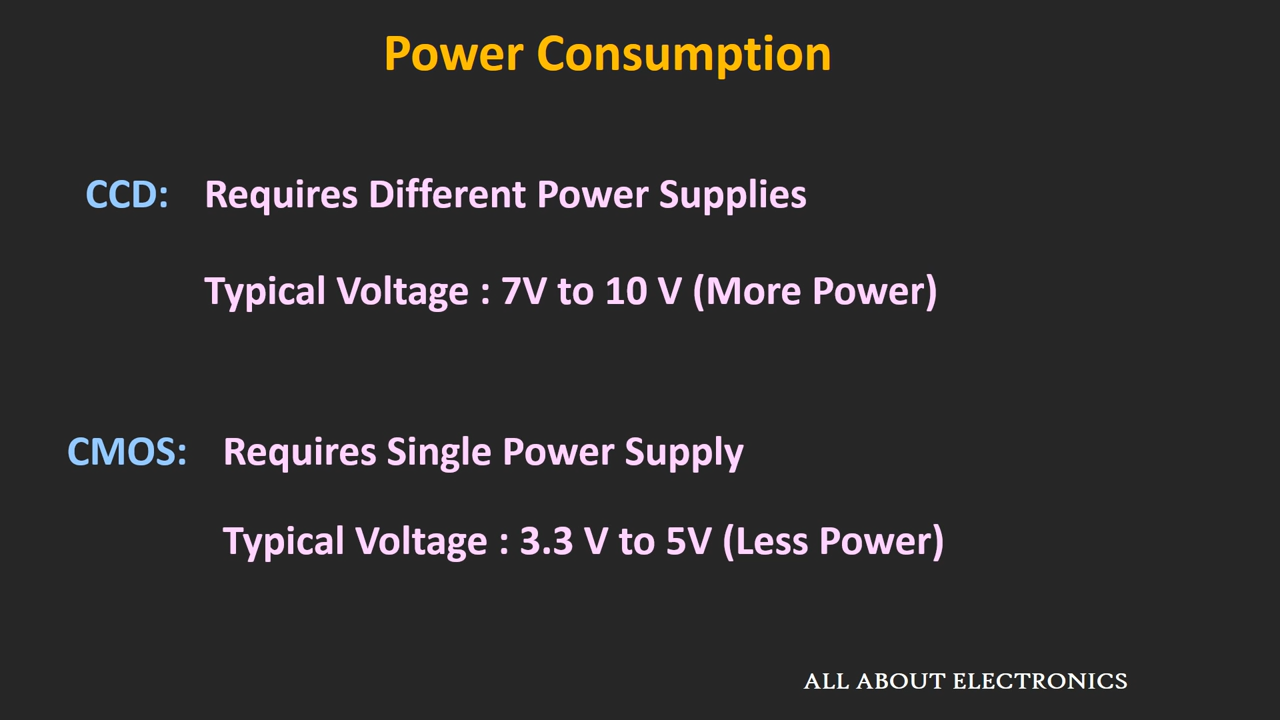 Power Consumption
CCD: Requires Different Power Supplies
Typical Voltage : 7V to 10 V (More Power)
CMOS: Requires Single Power Supply
Typical Voltage : 3.3 V to 5V (Less Power)
ALL ABOUT ELECTRONICS